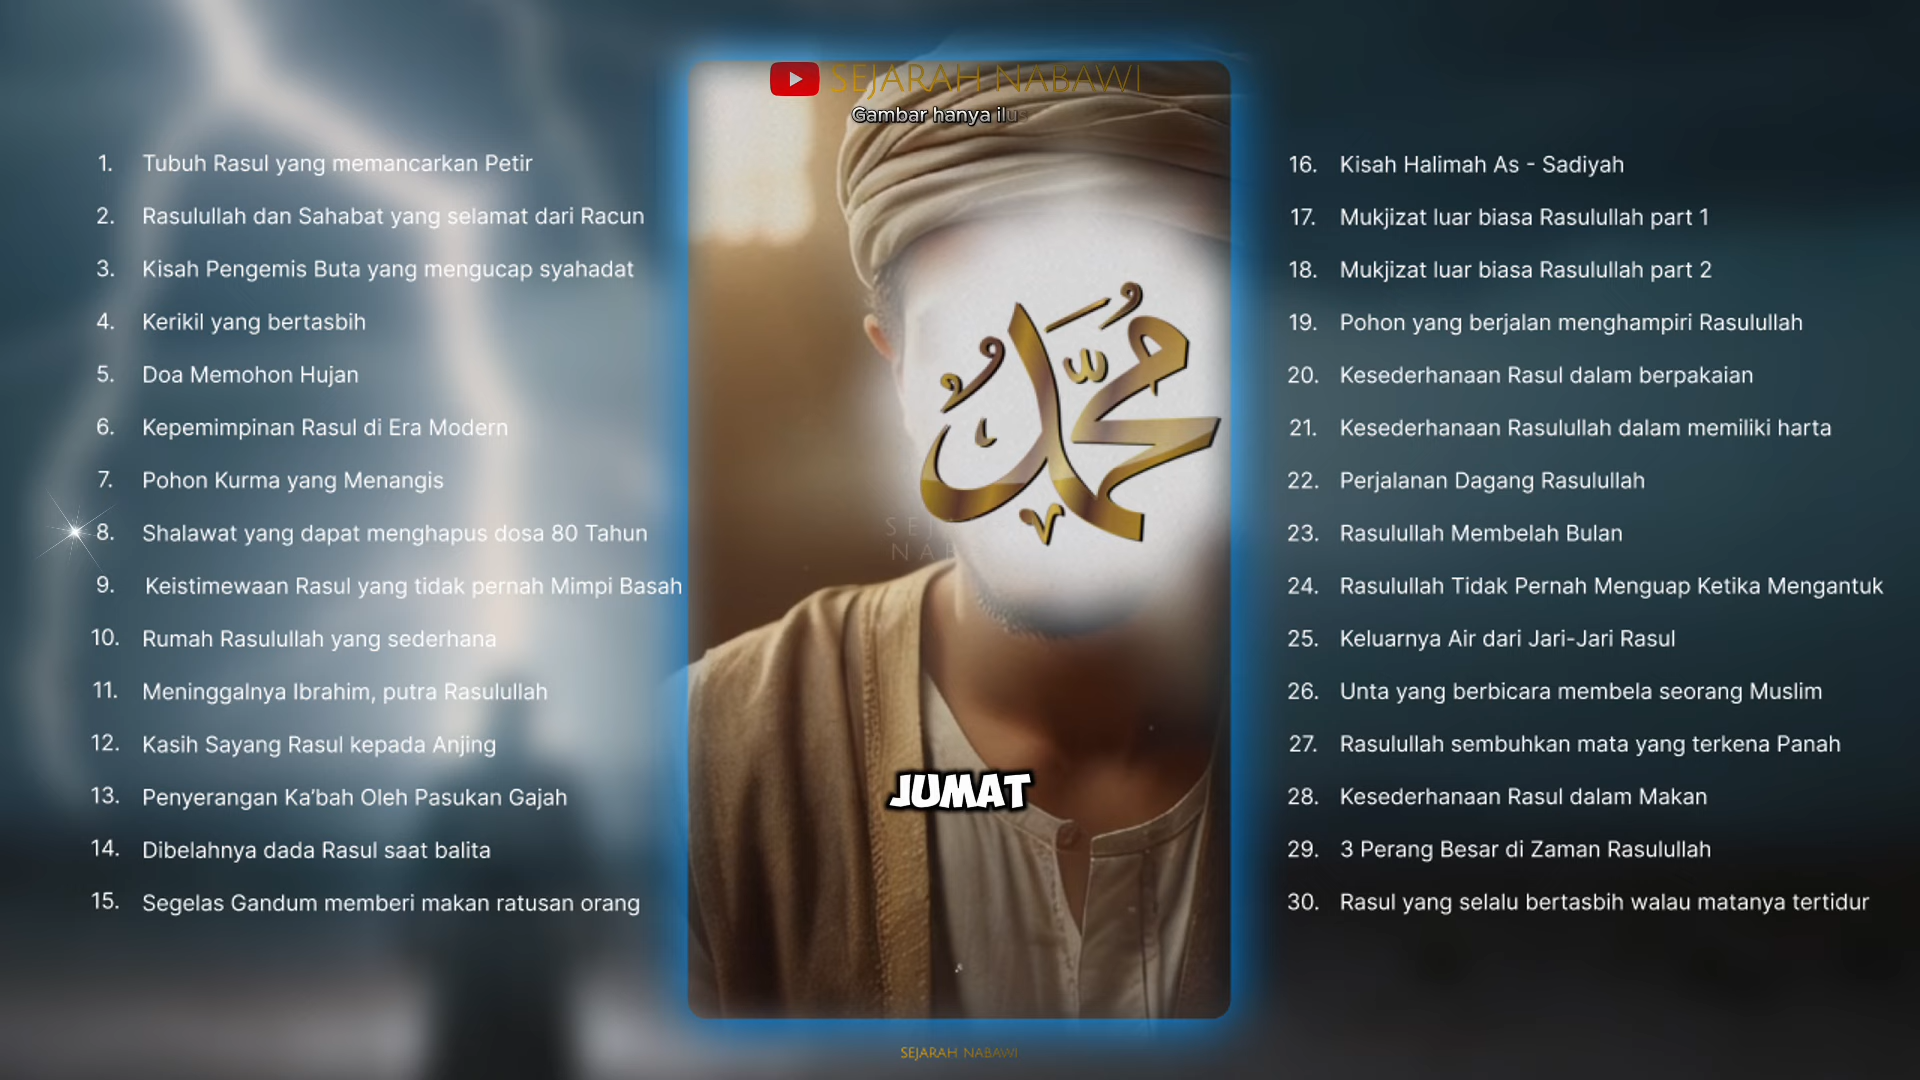 SEJARAH NABAWI
Gambar hanya ilus
1. Tubuh Rasul yang memancarkan Petir
2. Rasulullah dan Sahabat yang selamat dari Racun
3. Kisah Pengemis Buta yang mengucap syahadat
4. Kerikil yang bertasbih
5. Doa Memohon Hujan
6. Kepemimpinan Rasul di Era Modern
7. Pohon Kurma yang Menangis
8. Shalawat yang dapat menghapus dosa 80 Tahun
9. Keistimewaan Rasul yang tidak pernah Mimpi Basah
10. Rumah Rasulullah yang sederhana
11. Meninggalnya Ibrahim, putra Rasulullah
12. Kasih Sayang Rasul kepada Anjing
13. Penyerangan Ka’bah Oleh Pasukan Gajah
14. Dibelahnya dada Rasul saat balita
15. Segelas Gandum memberi makan ratusan orang
محمّد
JUMAT
16. Kisah Halimah As - Sadiyah
17. Mukjizat luar biasa Rasulullah part 1
18. Mukjizat luar biasa Rasulullah part 2
19. Pohon yang berjalan menghampiri Rasulullah
20. Kesederhanaan Rasul dalam berpakaian
21. Kesederhanaan Rasulullah dalam memiliki harta
22. Perjalanan Dagang Rasulullah
23. Rasulullah Membelah Bulan
24. Rasulullah Tidak Pernah Menguap Ketika Mengantuk
25. Keluarnya Air dari Jari-Jari Rasul
26. Unta yang berbicara membela seorang Muslim
27. Rasulullah sembuhkan mata yang terkena Panah
28. Kesederhanaan Rasul dalam Makan
29. 3 Perang Besar di Zaman Rasulullah
30. Rasul yang selalu bertasbih walau matanya tertidur
SEJARAH NABAWI